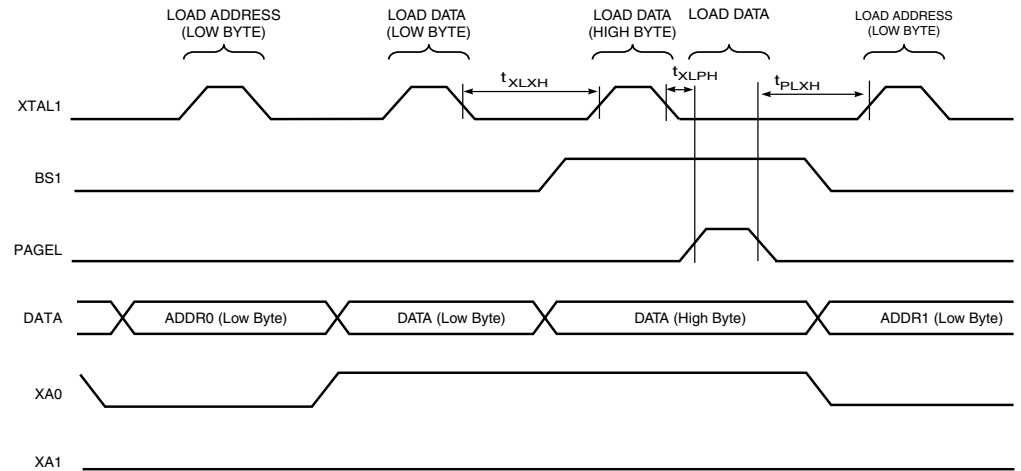 LOAD ADDRESS
(LOW BYTE)
LOAD DATA
(LOW BYTE)
LOAD DATA
(HIGH BYTE)
LOAD DATA
LOAD ADDRESS
(LOW BYTE)
XTAL1
tXLXH
tXLPH
tPLXH
BS1
PAGEL
DATA
ADDR0 (Low Byte)
DATA (Low Byte)
DATA (High Byte)
ADDR1 (Low Byte)
XA0
XA1